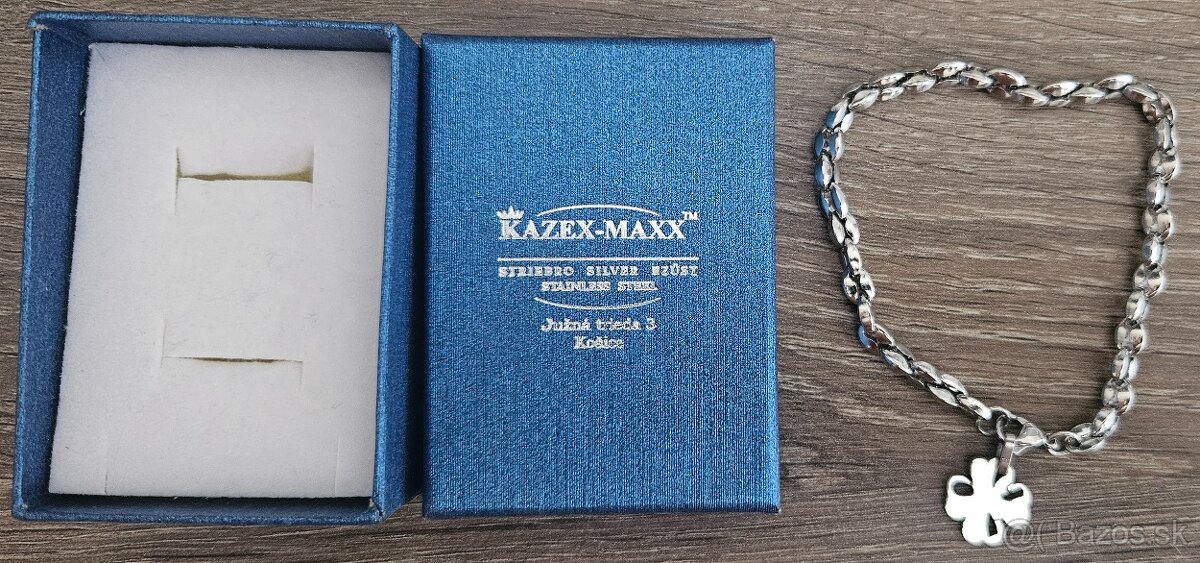 KAZEX-MAXX™
STRIEBRO SILVER EZÜST
STAINLESS STEEL
Južná trieda 3
Košice
@( Bazos.sk